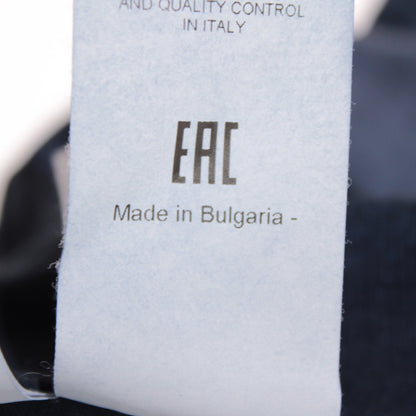 AND QUALITY CONTROL
IN ITALY
EAC
Made in Bulgaria -